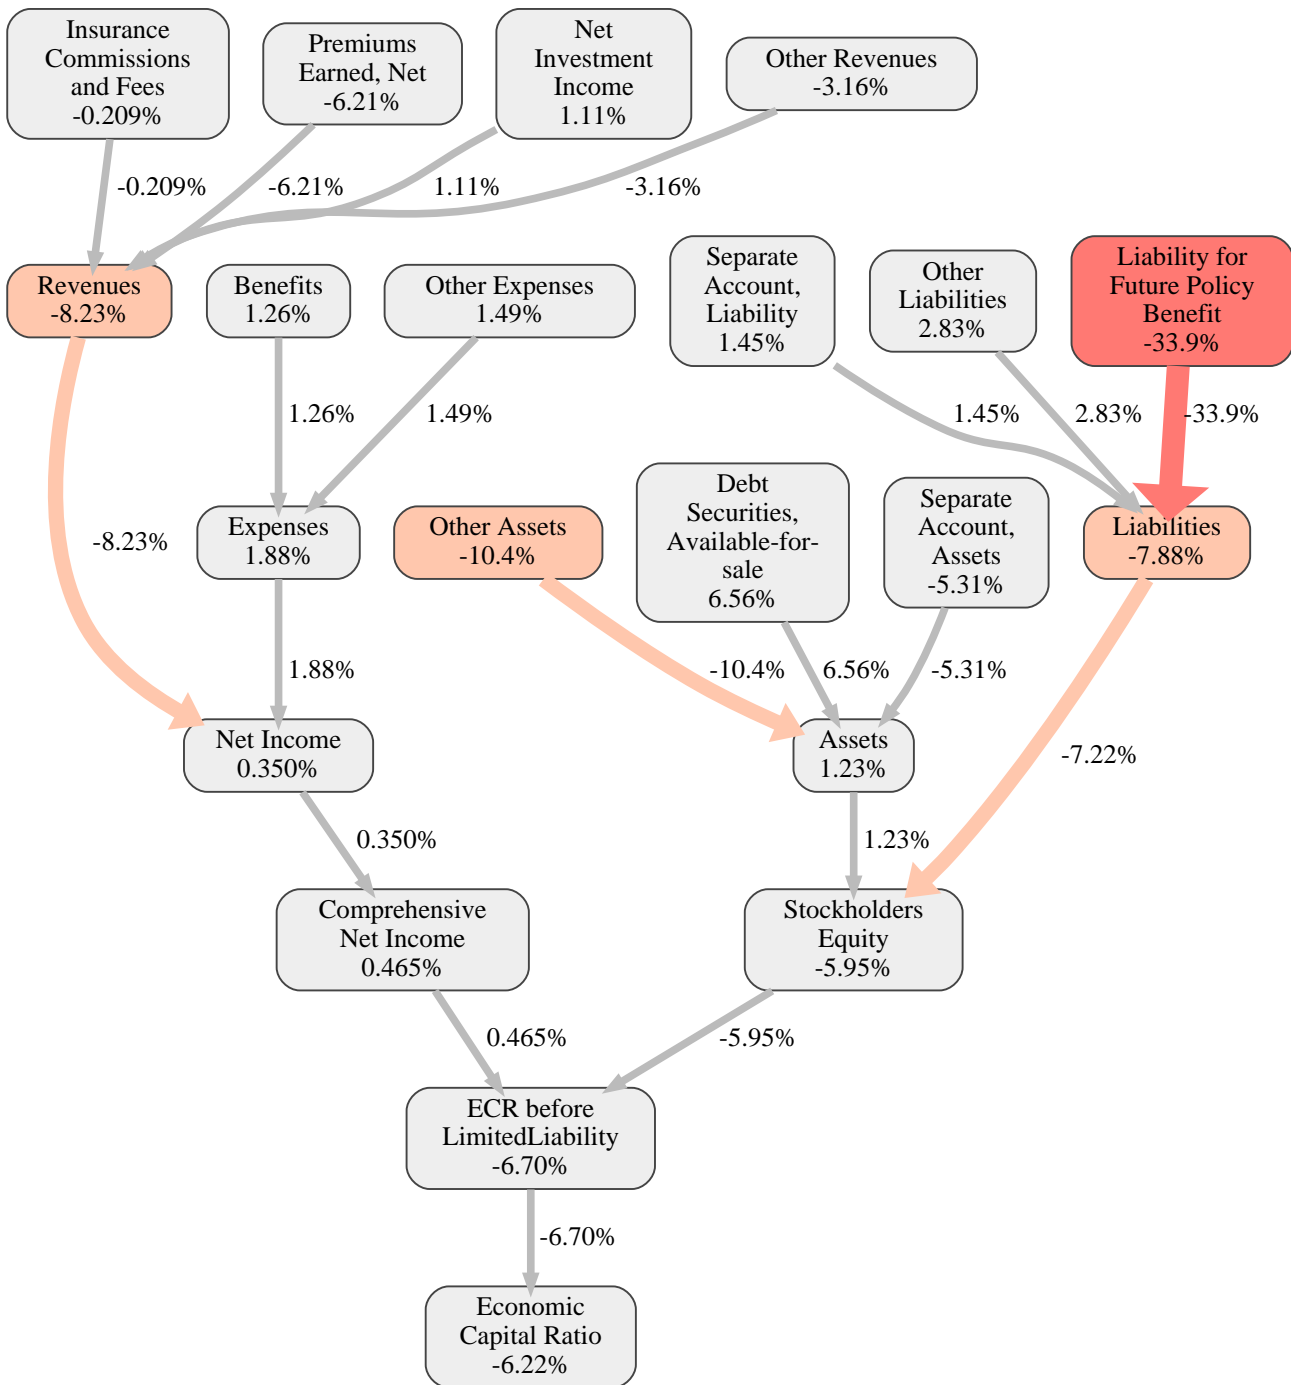 Insurance
Commissions
and Fees
-0.209%
Premiums
Earned, Net
-6.21%
Net
Investment
Income
1.11%
Other Revenues
-3.16%
-0.209%
-6.21%
1.11%
-3.16%
Revenues
-8.23%
Benefits
1.26%
Other Expenses
1.49%
Separate
Account,
Liability
1.45%
Other
Liabilities
2.83%
Liability for
Future Policy
Benefit
-33.9%
1.26%
1.49%
1.45%
2.83%
-33.9%
-8.23%
Expenses
1.88%
Other Assets
-10.4%
Debt
Securities,
Available-for-
sale
6.56%
Separate
Account,
Assets
-5.31%
Liabilities
-7.88%
1.88%
-10.4%
6.56%
-5.31%
-7.22%
Net Income
0.350%
Assets
1.23%
0.350%
1.23%
Comprehensive
Net Income
0.465%
Stockholders
Equity
-5.95%
0.465%
-5.95%
ECR before
LimitedLiability
-6.70%
-6.70%
Economic
Capital Ratio
-6.22%